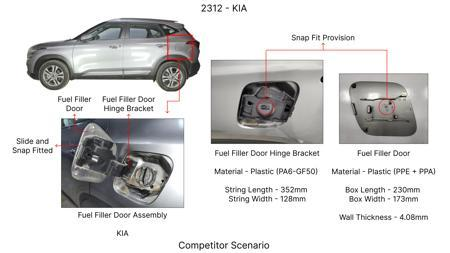 2312 - KIA
Snap Fit Provision
Fuel Filler
Door
Fuel Filler Door
Hinge Bracket
Slide and
Snap Fitted
Fuel Filler Door Assembly
KIA
Fuel Filler Door Hinge Bracket
Material - Plastic (PA6-GF50)
String Length - 352mm
String Width - 128mm
Fuel Filler Door
Material - Plastic (PPE + PPA)
Box Length - 230mm
Box Width - 173mm
Wall Thickness - 4.08mm
Competitor Scenario